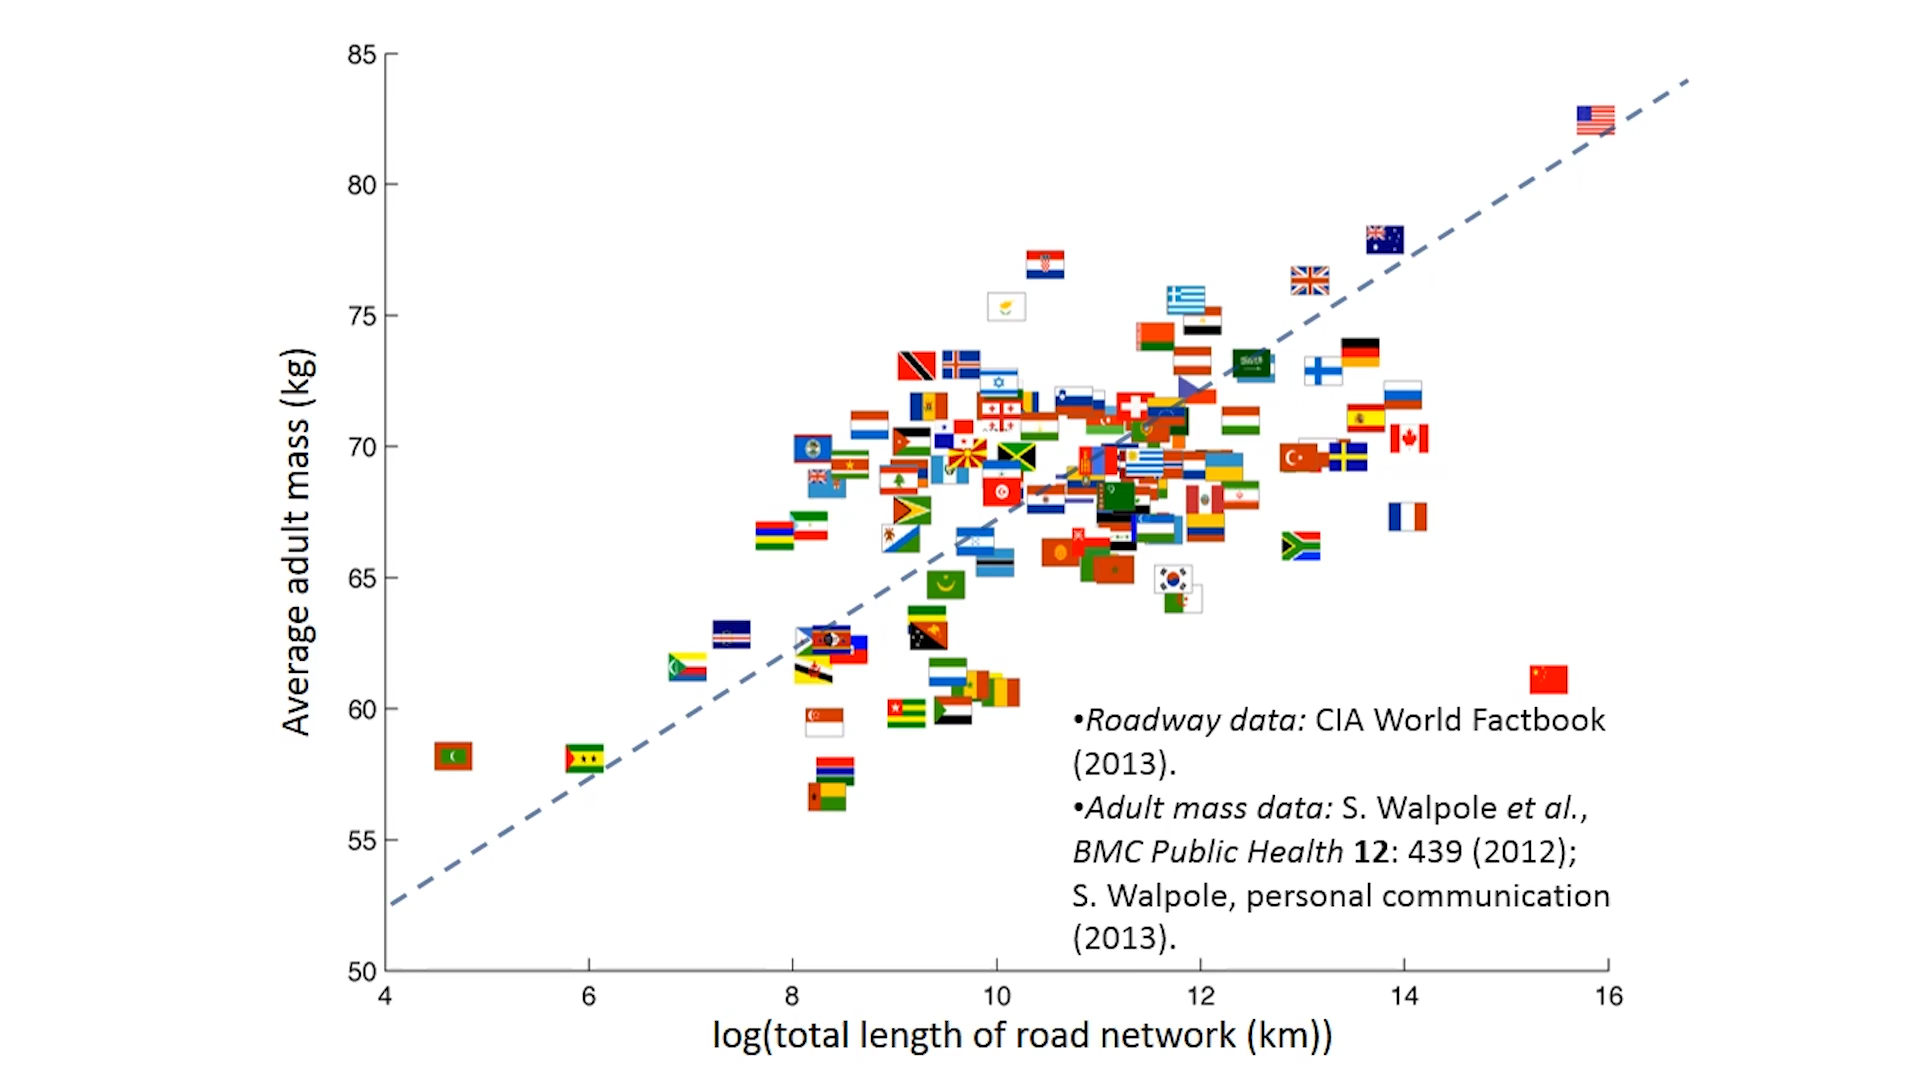 85
80
75
70
65
60
55
50
4 6 8 10 12 14 16
Average adult mass (kg)
log(total length of road network (km))
•Roadway data: CIA World Factbook
(2013).
•Adult mass data: S. Walpole et al.,
BMC Public Health 12: 439 (2012);
S. Walpole, personal communication
(2013).